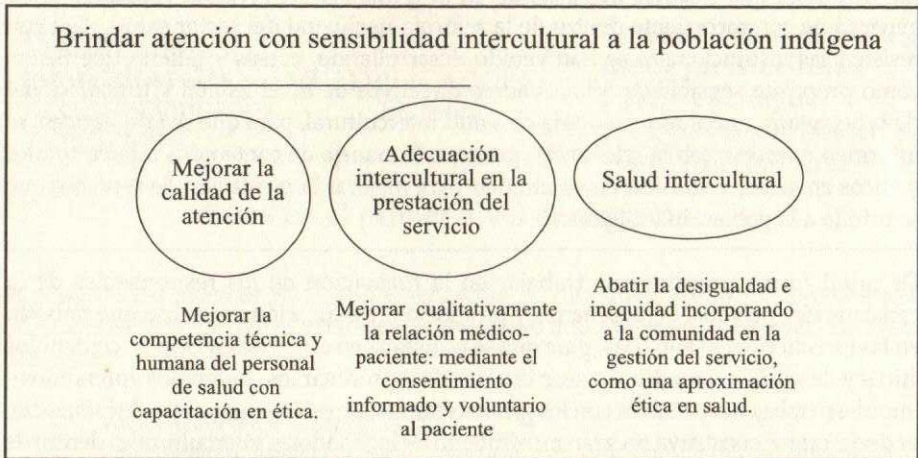 Brindar atención con sensibilidad intercultural a la población indígena
Mejorar la
calidad de la
atención
Adecuación
intercultural en la
prestación del
servicio
Salud intercultural
Mejorar la
competencia técnica y
humana del personal
de salud con
capacitación en ética.
Mejorar cualitativamente
la relación médico-
paciente: mediante el
consentimiento
informado y voluntario
al paciente
Abatir la desigualdad e
inequidad incorporando
a la comunidad en la
gestión del servicio,
como una aproximación
ética en salud.